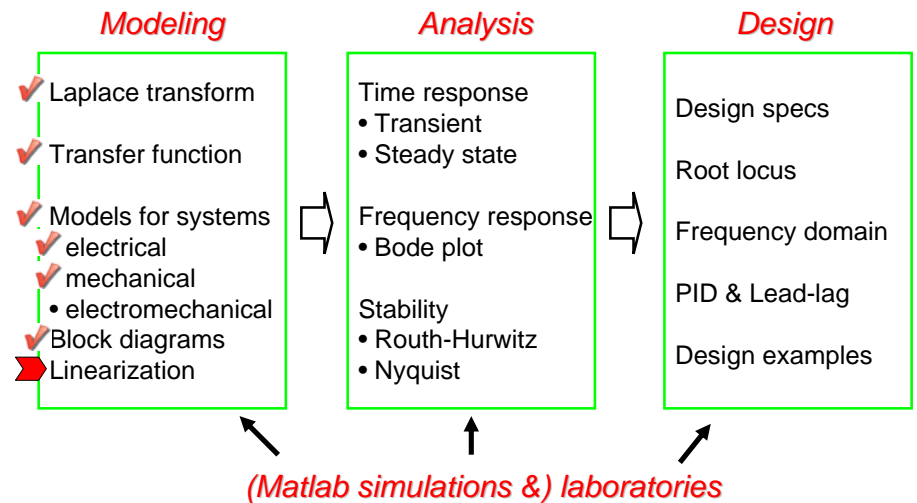 Modeling
Laplace transform
Transfer function
Models for systems
electrical
mechanical
• electromechanical
Block diagrams
Linearization
Analysis
Time response
• Transient
• Steady state
Frequency response
• Bode plot
Stability
• Routh-Hurwitz
• Nyquist
Design
Design specs
Root locus
Frequency domain
PID & Lead-lag
Design examples
(Matlab simulations &) laboratories